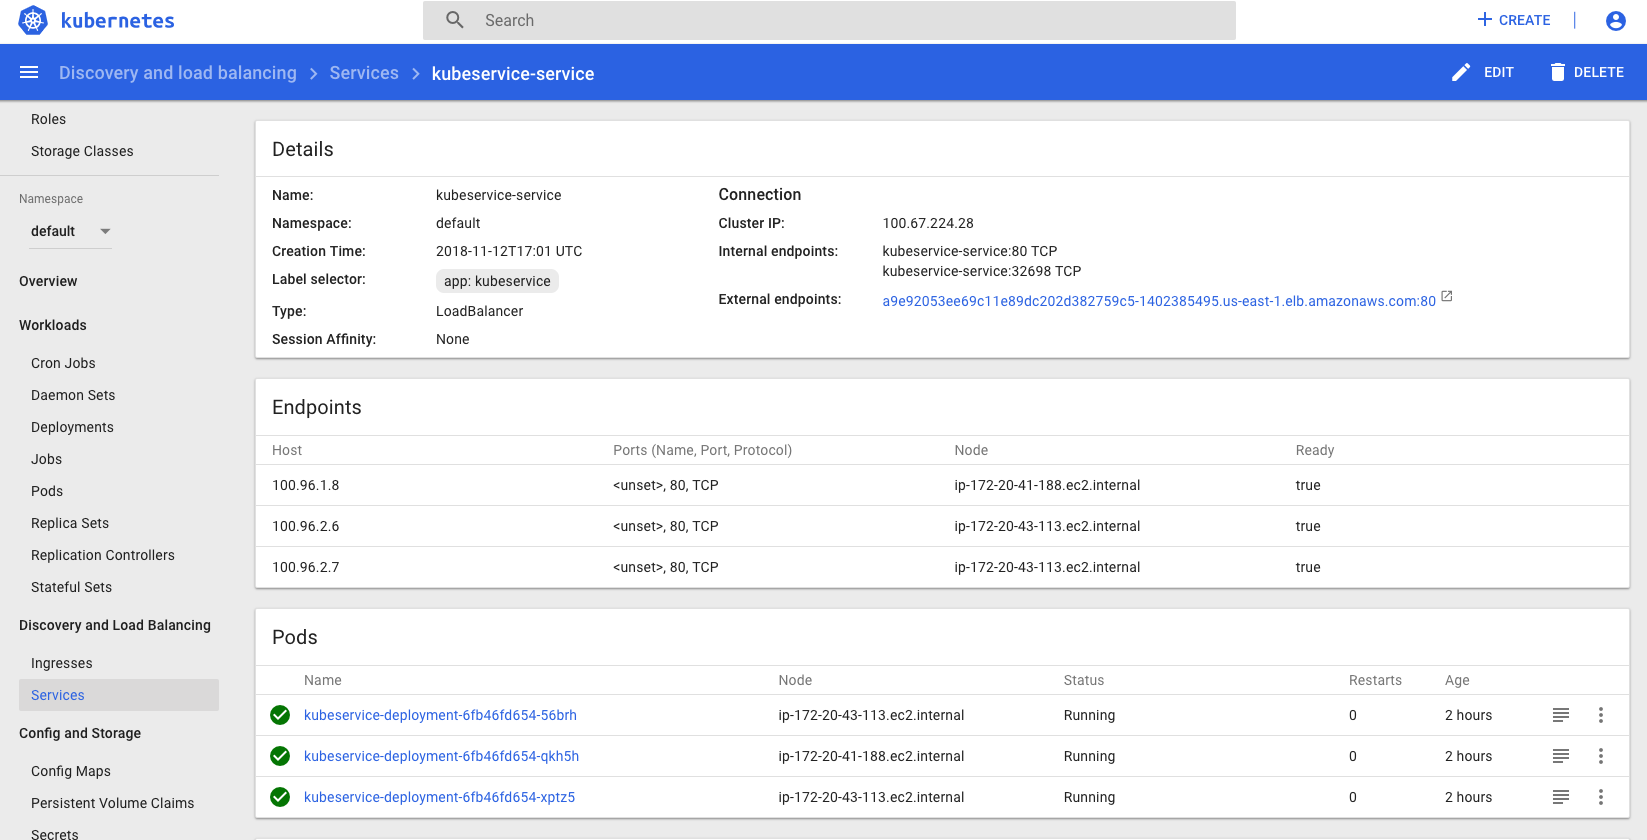 kubernetes
Search
CREATE
Discovery and load balancing > Services > kubeservice-service
EDIT
DELETE
Roles
Storage Classes
Namespace
default
Overview
Workloads
Cron Jobs
Daemon Sets
Deployments
Jobs
Pods
Replica Sets
Replication Controllers
Stateful Sets
Discovery and Load Balancing
Ingresses
Services
Config and Storage
Config Maps
Persistent Volume Claims
Secrets
Details
Name: kubeservice-service
Namespace: default
Creation Time: 2018-11-12T17:01 UTC
Label selector: app: kubeservice
Type: LoadBalancer
Session Affinity: None
Connection
Cluster IP: 100.67.224.28
Internal endpoints: kubeservice-service:80 TCP
kubeservice-service:32698 TCP
External endpoints: a9e92053ee69c11e89dc202d382759c5-1402385495.us-east-1.elb.amazonaws.com:80
Endpoints
Host Ports (Name, Port, Protocol) Node Ready
100.96.1.8 <unset>, 80, TCP ip-172-20-41-188.ec2.internal true
100.96.2.6 <unset>, 80, TCP ip-172-20-43-113.ec2.internal true
100.96.2.7 <unset>, 80, TCP ip-172-20-43-113.ec2.internal true
Pods
Name Node Status Restarts Age
kubeservice-deployment-6fb46fd654-56brh ip-172-20-43-113.ec2.internal Running 0 2 hours
kubeservice-deployment-6fb46fd654-qkh5h ip-172-20-41-188.ec2.internal Running 0 2 hours
kubeservice-deployment-6fb46fd654-xptz5 ip-172-20-43-113.ec2.internal Running 0 2 hours